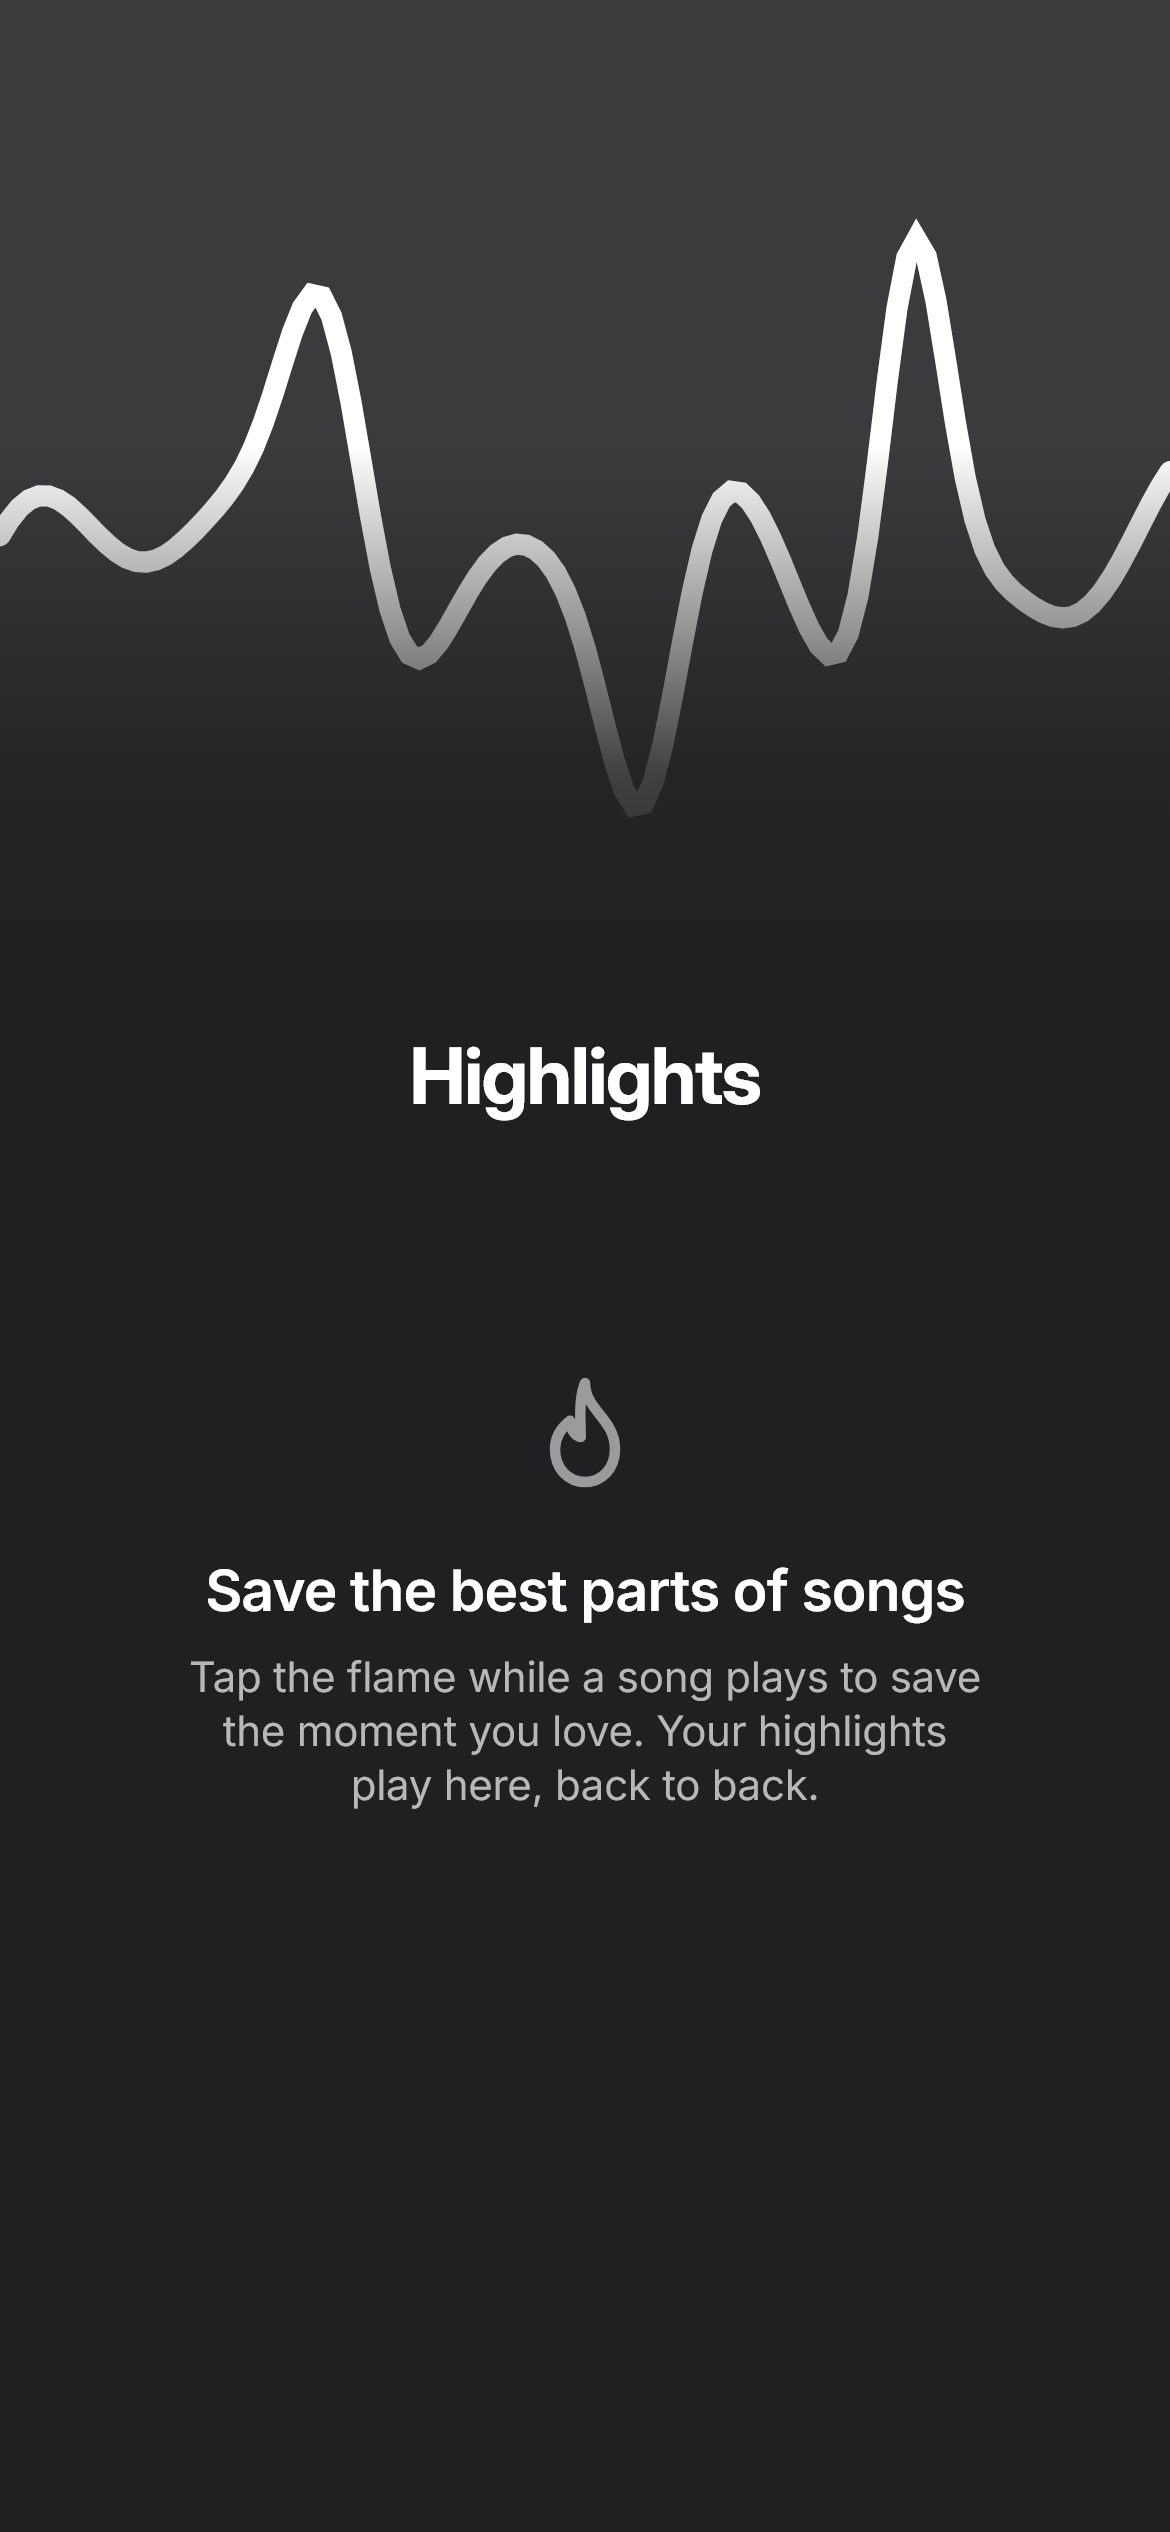 Highlights
Save the best parts of songs
Tap the flame while a song plays to save
the moment you love. Your highlights
play here, back to back.